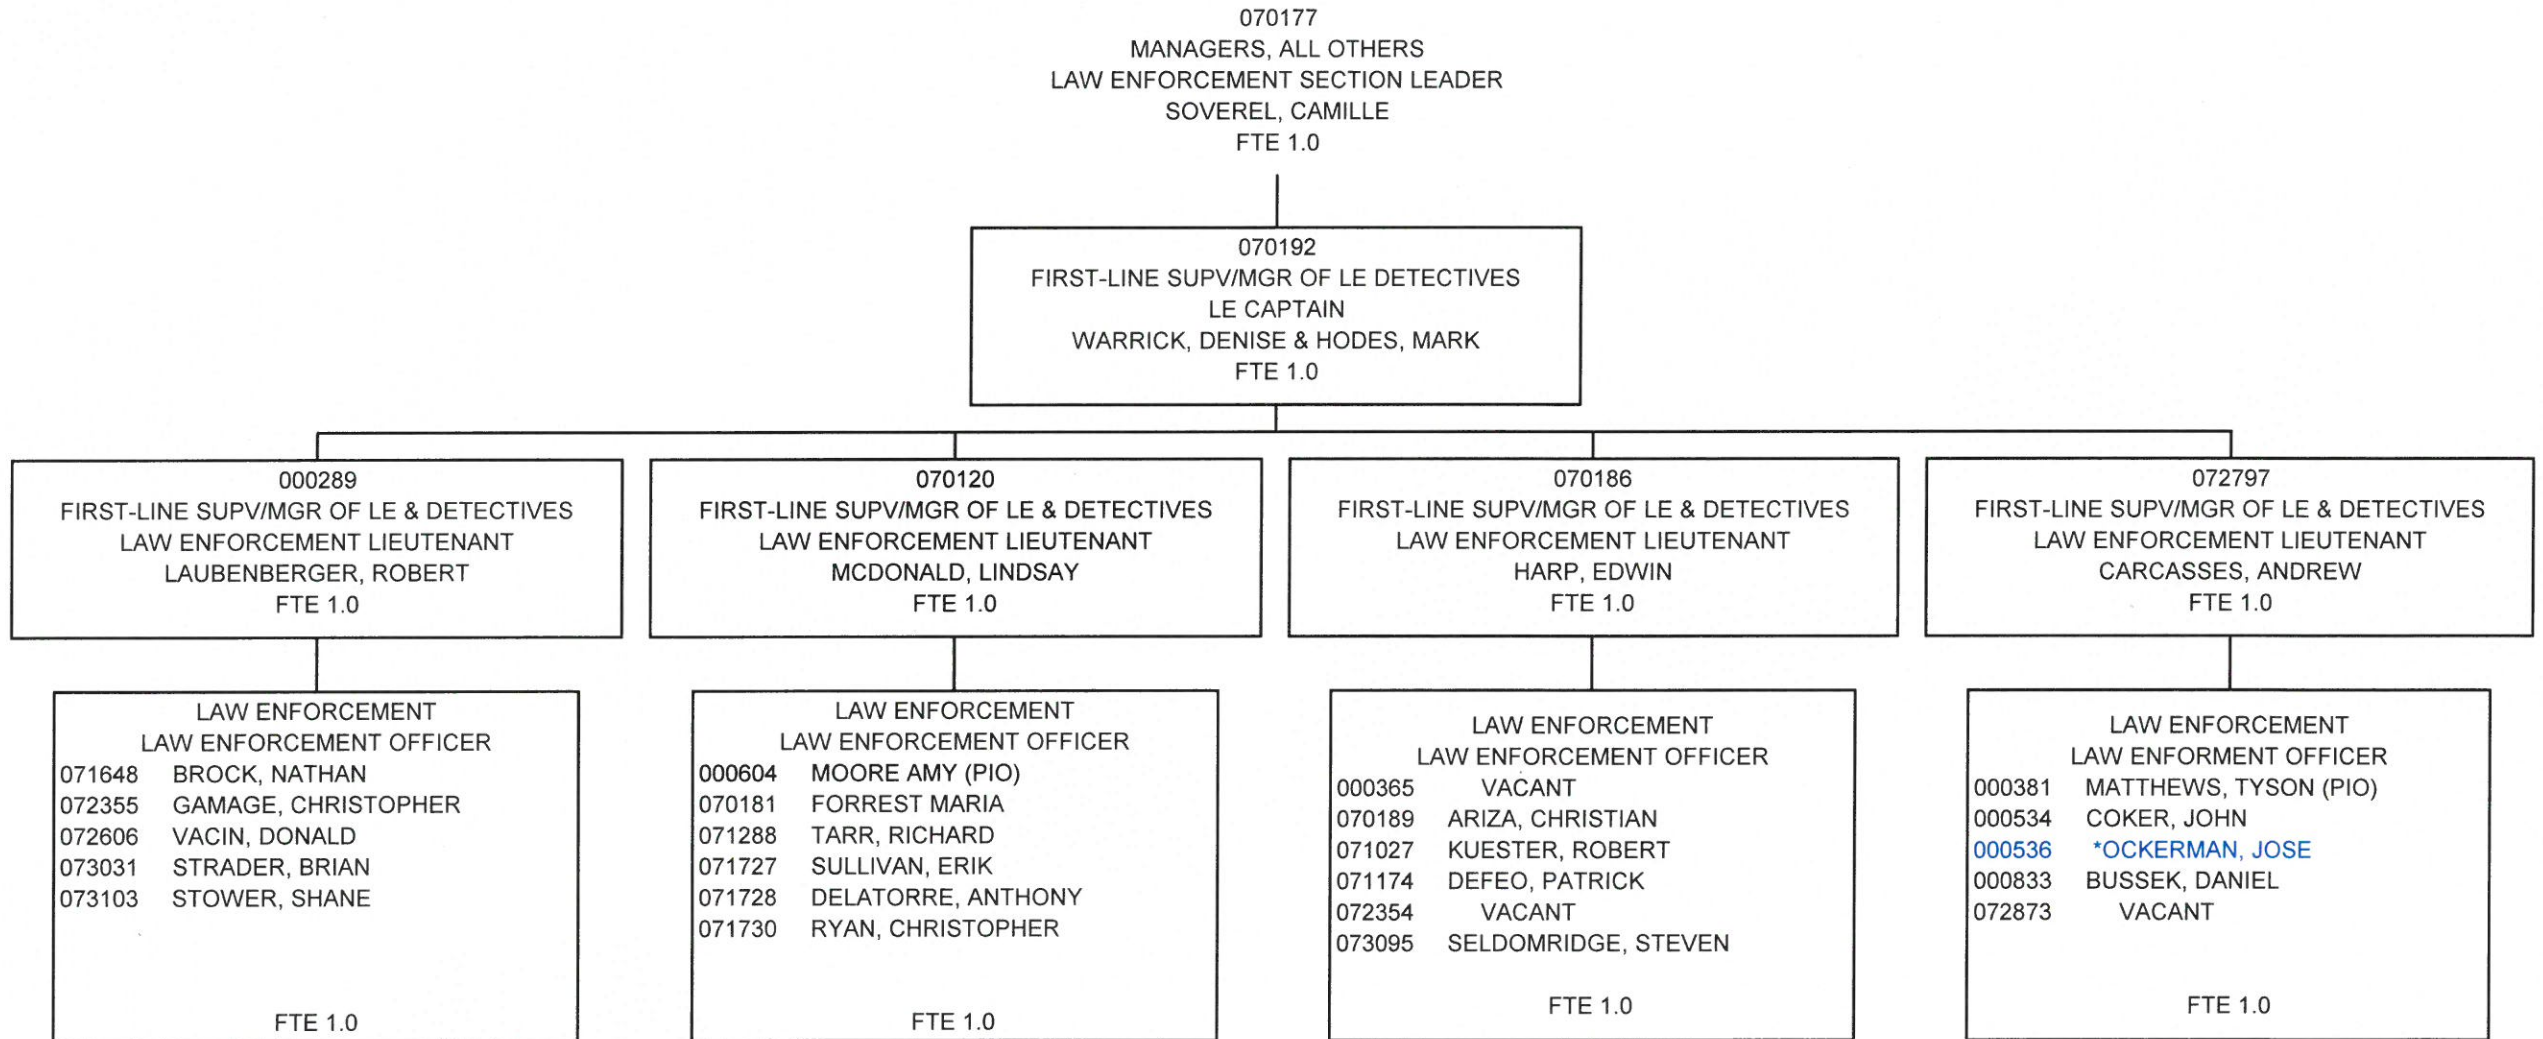 070177
MANAGERS, ALL OTHERS
LAW ENFORCEMENT SECTION LEADER
SOVEREL, CAMILLE
FTE 1.0
070192
FIRST-LINE SUPV/MGR OF LE DETECTIVES
LE CAPTAIN
WARRICK, DENISE & HODES, MARK
FTE 1.0
000289
FIRST-LINE SUPV/MGR OF LE & DETECTIVES
LAW ENFORCEMENT LIEUTENANT
LAUBENBERGER, ROBERT
FTE 1.0
070120
FIRST-LINE SUPV/MGR OF LE & DETECTIVES
LAW ENFORCEMENT LIEUTENANT
MCDONALD, LINDSAY
FTE 1.0
070186
FIRST-LINE SUPV/MGR OF LE & DETECTIVES
LAW ENFORCEMENT LIEUTENANT
HARP, EDWIN
FTE 1.0
072797
FIRST-LINE SUPV/MGR OF LE & DETECTIVES
LAW ENFORCEMENT LIEUTENANT
CARCASSES, ANDREW
FTE 1.0
LAW ENFORCEMENT
LAW ENFORCEMENT OFFICER
071648 BROCK, NATHAN
072355 GAMAGE, CHRISTOPHER
072606 VACIN, DONALD
073031 STRADER, BRIAN
073103 STOWER, SHANE
FTE 1.0
LAW ENFORCEMENT
LAW ENFORCEMENT OFFICER
000604 MOORE AMY (PIO)
070181 FORREST MARIA
071288 TARR, RICHARD
071727 SULLIVAN, ERIK
071728 DELATORRE, ANTHONY
071730 RYAN, CHRISTOPHER
FTE 1.0
LAW ENFORCEMENT
LAW ENFORCEMENT OFFICER
000365 VACANT
070189 ARIZA, CHRISTIAN
071027 KUESTER, ROBERT
071174 DEFEO, PATRICK
072354 VACANT
073095 SELDOMRIDGE, STEVEN
FTE 1.0
LAW ENFORCEMENT
LAW ENFORMENT OFFICER
000381 MATTHEWS, TYSON (PIO)
000534 COKER, JOHN
000536 *OCKERMAN, JOSE
000833 BUSSEK, DANIEL
072873 VACANT
FTE 1.0